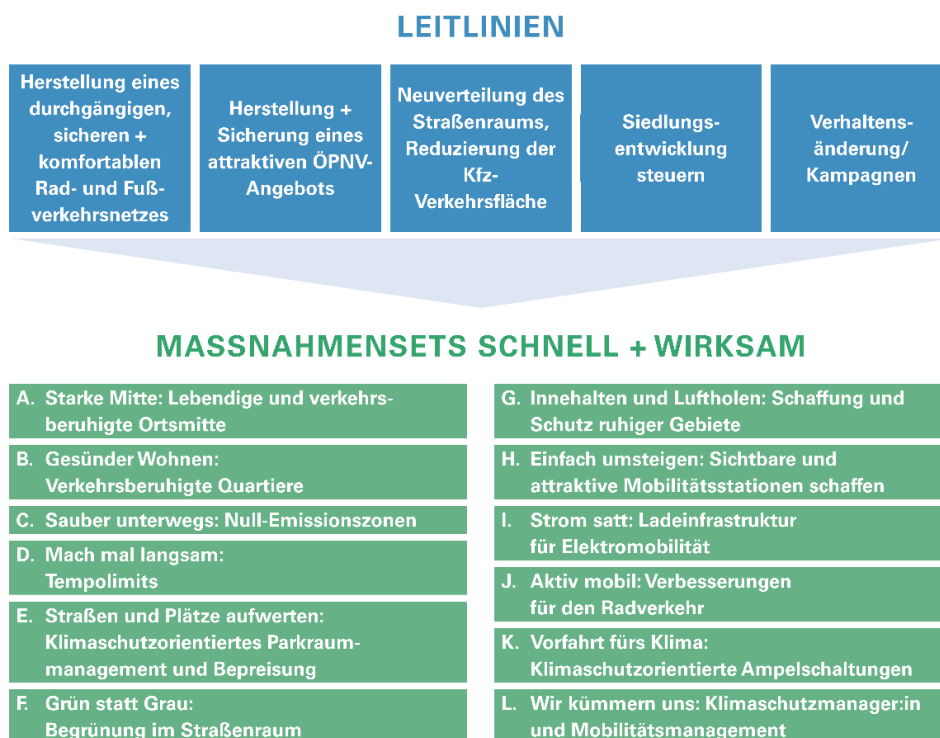 LEITLINIEN
Herstellung eines
durchgängigen,
sicheren +
komfortablen
Rad- und Fuß-
verkehrsnetzes
Herstellung +
Sicherung eines
attraktiven ÖPNV-
Angebots
Neuverteilung des
Straßenraums,
Reduzierung der
Kfz-
Verkehrsfläche
Siedlungs-
entwicklung
steuern
Verhaltens-
änderung/
Kampagnen
MASSNAHMENSETS SCHNELL + WIRKSAM
A. Starke Mitte: Lebendige und verkehrs-
beruhigte Ortsmitte
B. Gesünder Wohnen:
Verkehrsberuhigte Quartiere
C. Sauber unterwegs: Null-Emissionszonen
D. Mach mal langsam:
Tempolimits
E. Straßen und Plätze aufwerten:
Klimaschutzorientiertes Parkraum-
management und Bepreisung
F. Grün statt Grau:
Begrünung im Straßenraum
G. Innehalten und Luftholen: Schaffung und
Schutz ruhiger Gebiete
H. Einfach umsteigen: Sichtbare und
attraktive Mobilitätsstationen schaffen
I. Strom satt: Ladeinfrastruktur
für Elektromobilität
J. Aktiv mobil: Verbesserungen
für den Radverkehr
K. Vorfahrt fürs Klima:
Klimaschutzorientierte Ampelschaltungen
L. Wir kümmern uns: Klimaschutzmanager:in
und Mobilitätsmanagement